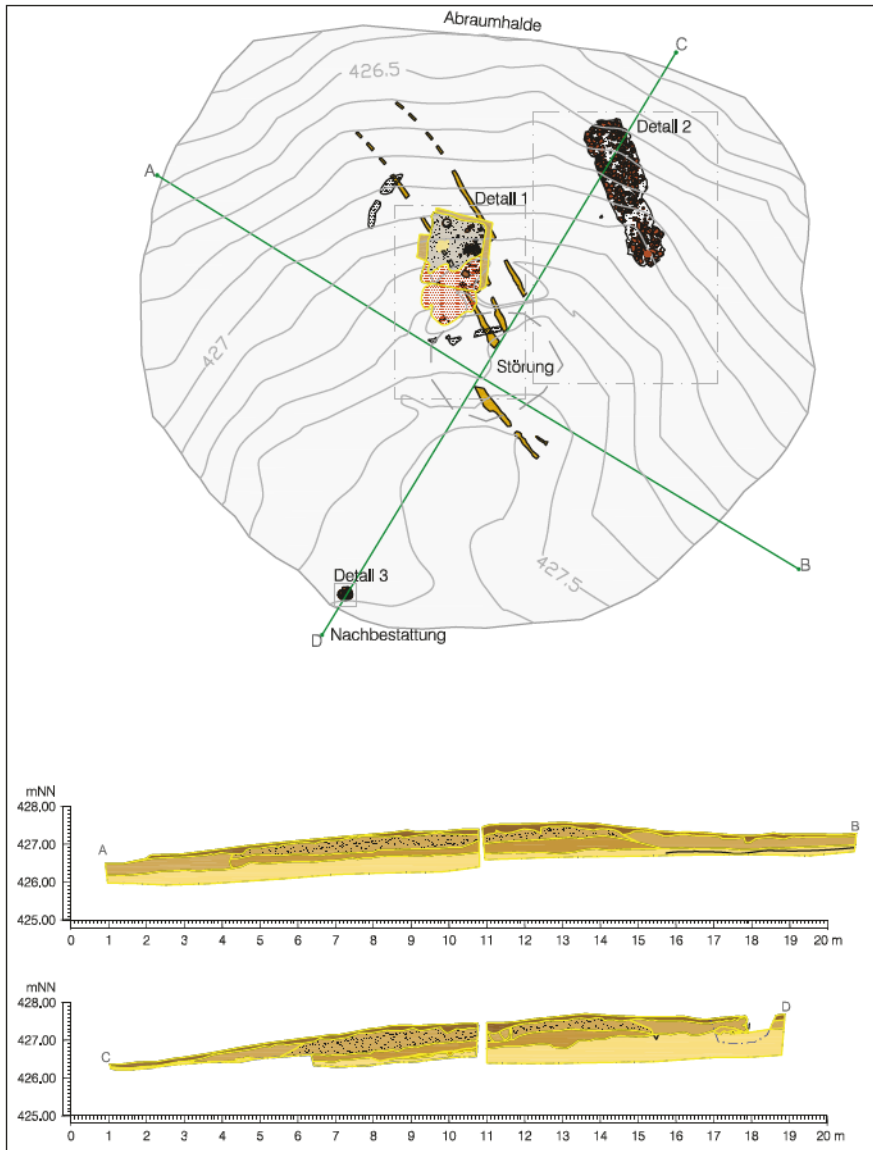 Abraumhalde
C
426.5
Detail 2
A
Detail 1
427
Störung
B
427.5
Detail 3
D
Nachbestattung
mNN
428.00
427.00
426.00
425.00
A
B
0 1 2 3 4 5 6 7 8 9 10 11 12 13 14 15 16 17 18 19 20 m
mNN
428.00
427.00
426.00
425.00
C
D
0 1 2 3 4 5 6 7 8 9 10 11 12 13 14 15 16 17 18 19 20 m